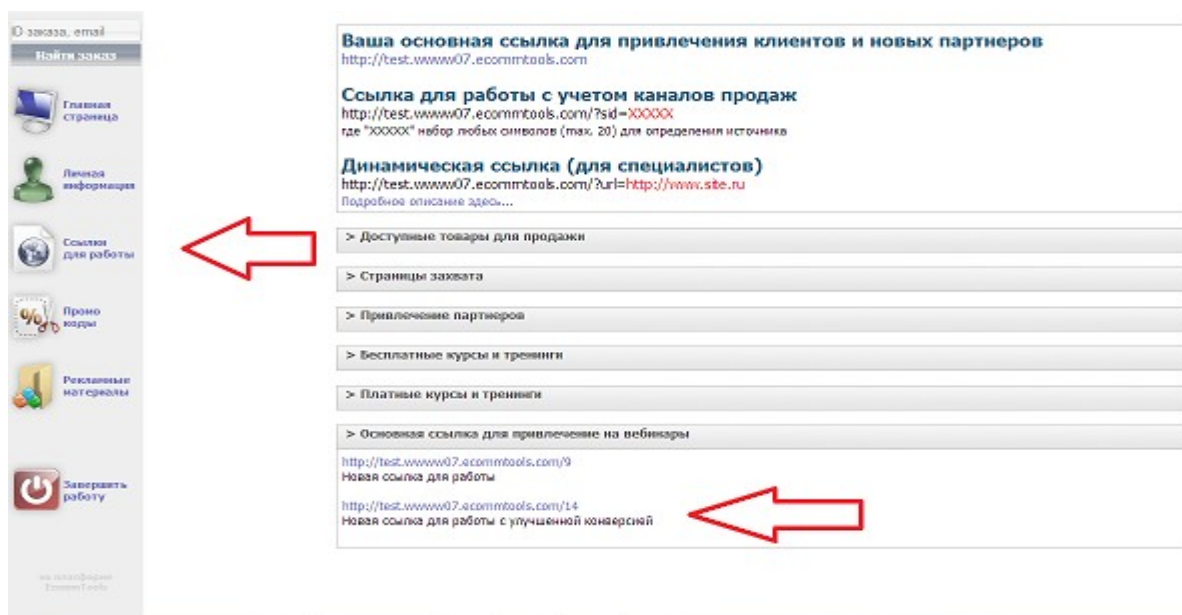 ID заказа, email
Найти заказ
Главная
страница
Личная
информация
Ссылки
для работы
Промо
коды
Рекламные
материалы
Завершить
работу
на платформе
EcommTools
Ваша основная ссылка для привлечения клиентов и новых партнеров
http://test.wwww07.ecommtools.com
Ссылка для работы с учетом каналов продаж
http://test.wwww07.ecommtools.com/?sid=XXXXX
где "XXXXX" набор любых символов (max. 20) для определения источника
Динамическая ссылка (для специалистов)
http://test.wwww07.ecommtools.com/?url=http://www.site.ru
Подробное описание здесь...
> Доступные товары для продажи
> Страницы захвата
> Привлечение партнеров
> Бесплатные курсы и тренинги
> Платные курсы и тренинги
> Основная ссылка для привлечение на вебинары
http://test.wwww07.ecommtools.com/9
Новая ссылка для работы
http://test.wwww07.ecommtools.com/14
Новая ссылка для работы с улучшенной конверсией